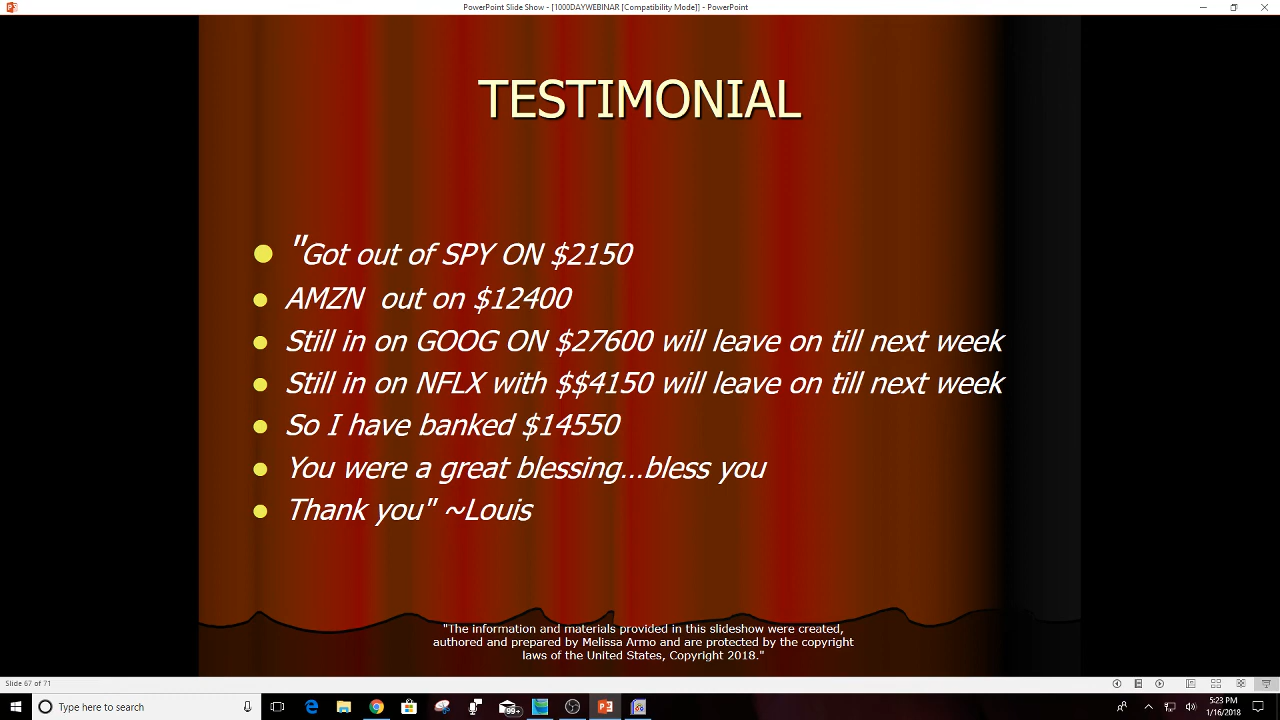 PowerPoint Slide Show - [1000DAYWEBINAR [Compatibility Mode]] - PowerPoint
TESTIMONIAL
"Got out of SPY ON $2150
AMZN  out on $12400
Still in on GOOG ON $27600 will leave on till next week
Still in on NFLX with $$4150 will leave on till next week
So I have banked $14550
You were a great blessing…bless you
Thank you" ~Louis
"The information and materials provided in this slideshow were created,
authored and prepared by Melissa Armo and are protected by the copyright
laws of the United States, Copyright 2018."
Slide 67 of 71
Type here to search
99+
5:23 PM
1/16/2018